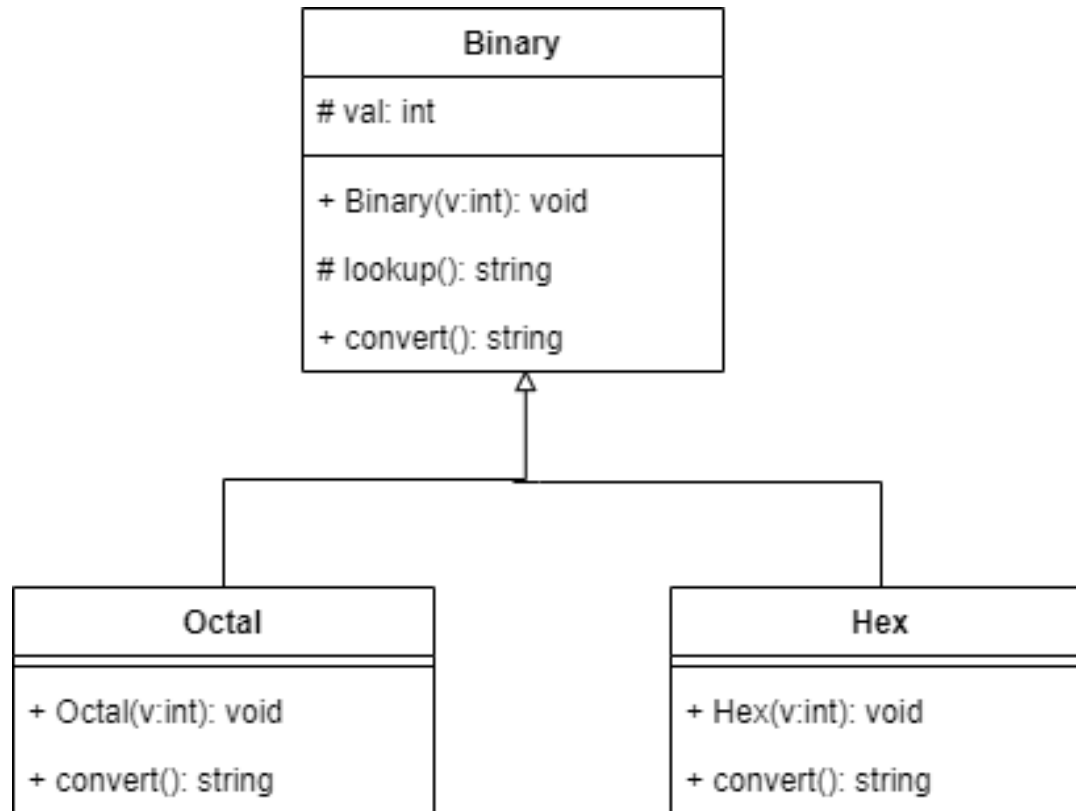 Binary
# val: int
+ Binary(v:int): void
# lookup(): string
+ convert(): string
Octal
+ Octal(v:int): void
+ convert(): string
Hex
+ Hex(v:int): void
+ convert(): string